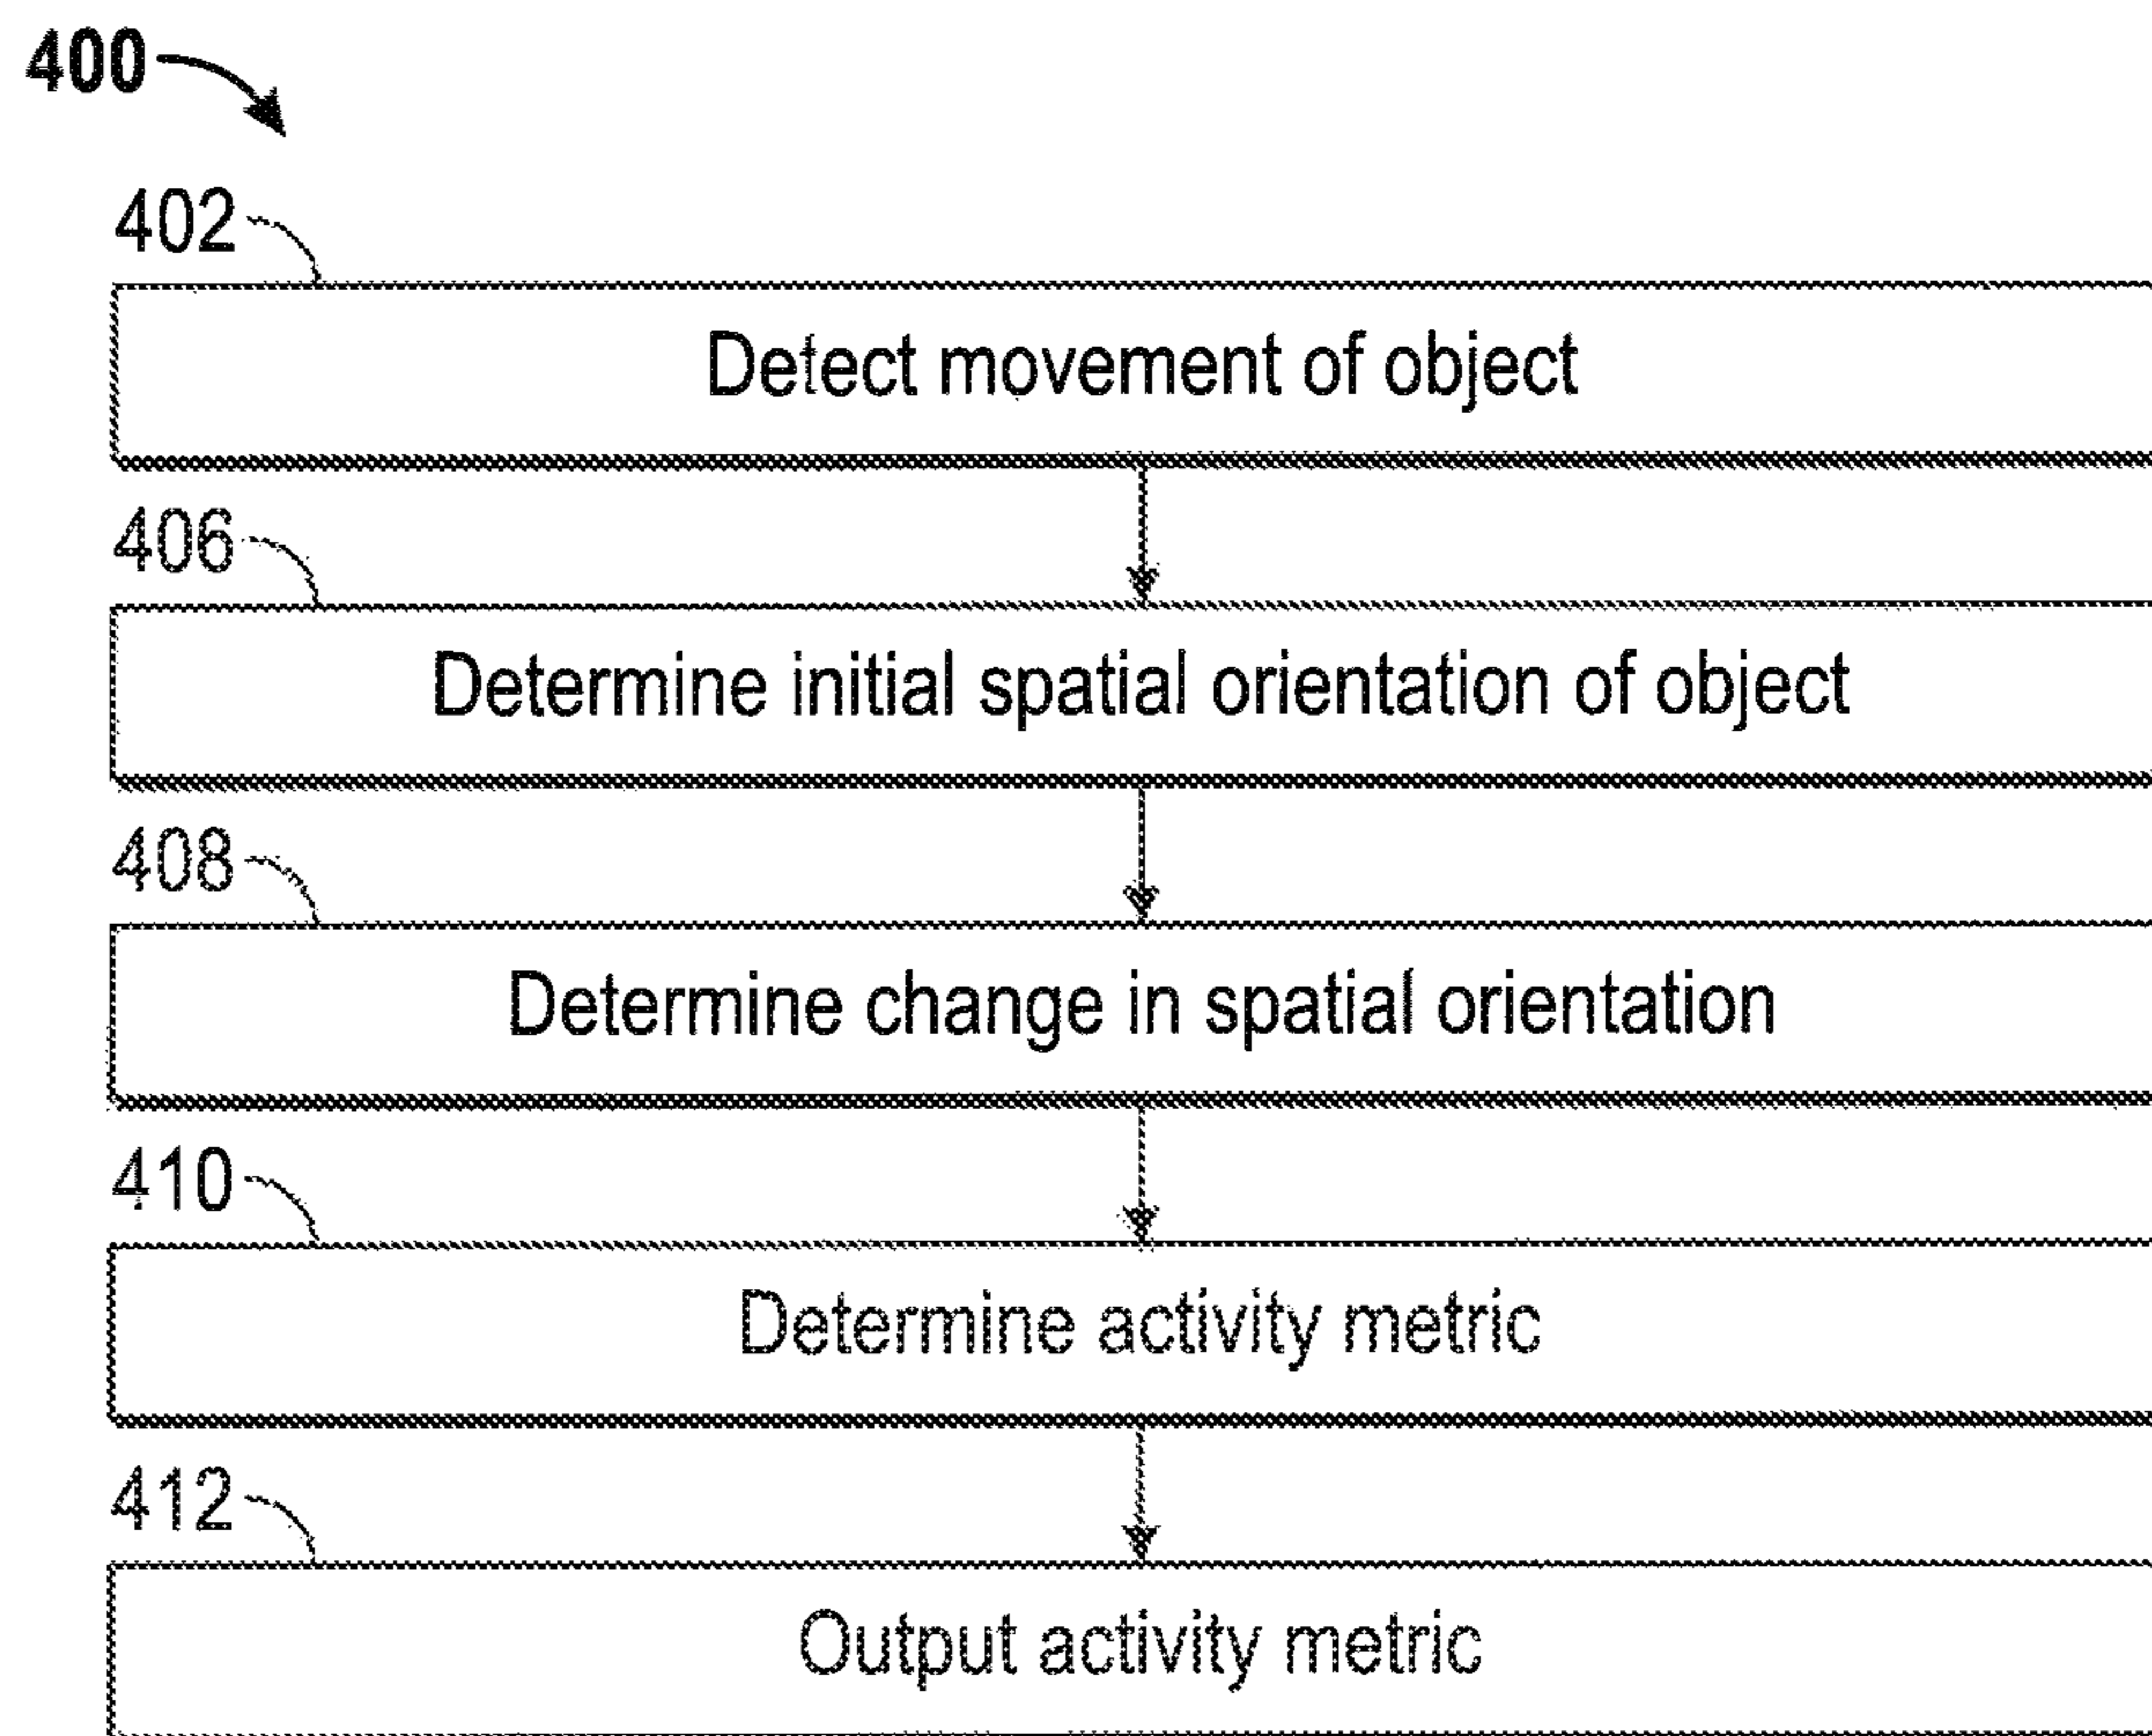 400
402
Detect movement of object
406
Determine initial spatial orientation of object
408
Determine change in spatial orientation
410
Determine activity metric
412
Output activity metric